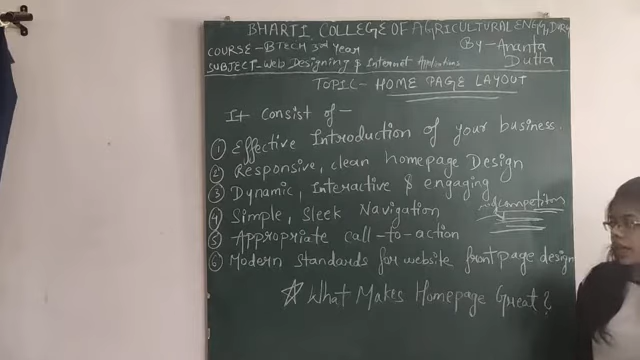 BHARTI COLLEGE OF AGRICULTURAL ENGG, DURG
COURSE - BTECH 3rd Year
By - Ananta Dutta
SUBJECT - Web Designing & Internet Applications
TOPIC - HOME PAGE LAYOUT
It Consist of -
① Effective Introduction of your business.
② Responsive, clean homepage Design
③ Dynamic, Interactive & engaging
④ Simple, Sleek Navigation
competitors
⑤ Appropriate call-to-action
⑥ Modern Standards for website front page design
☆ What Makes Homepage Great?